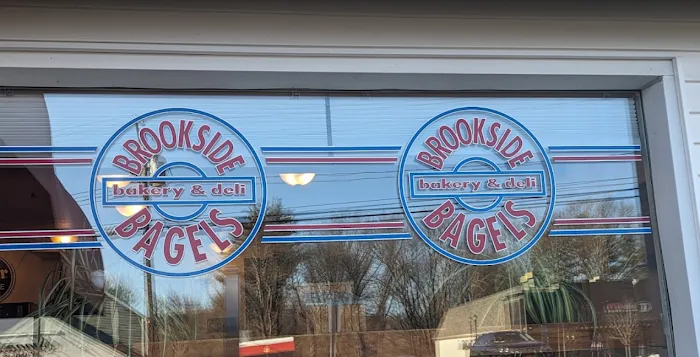 BROOKSIDE
bakery & deli
BAGELS
BROOKSIDE
bakery & deli
BAGELS